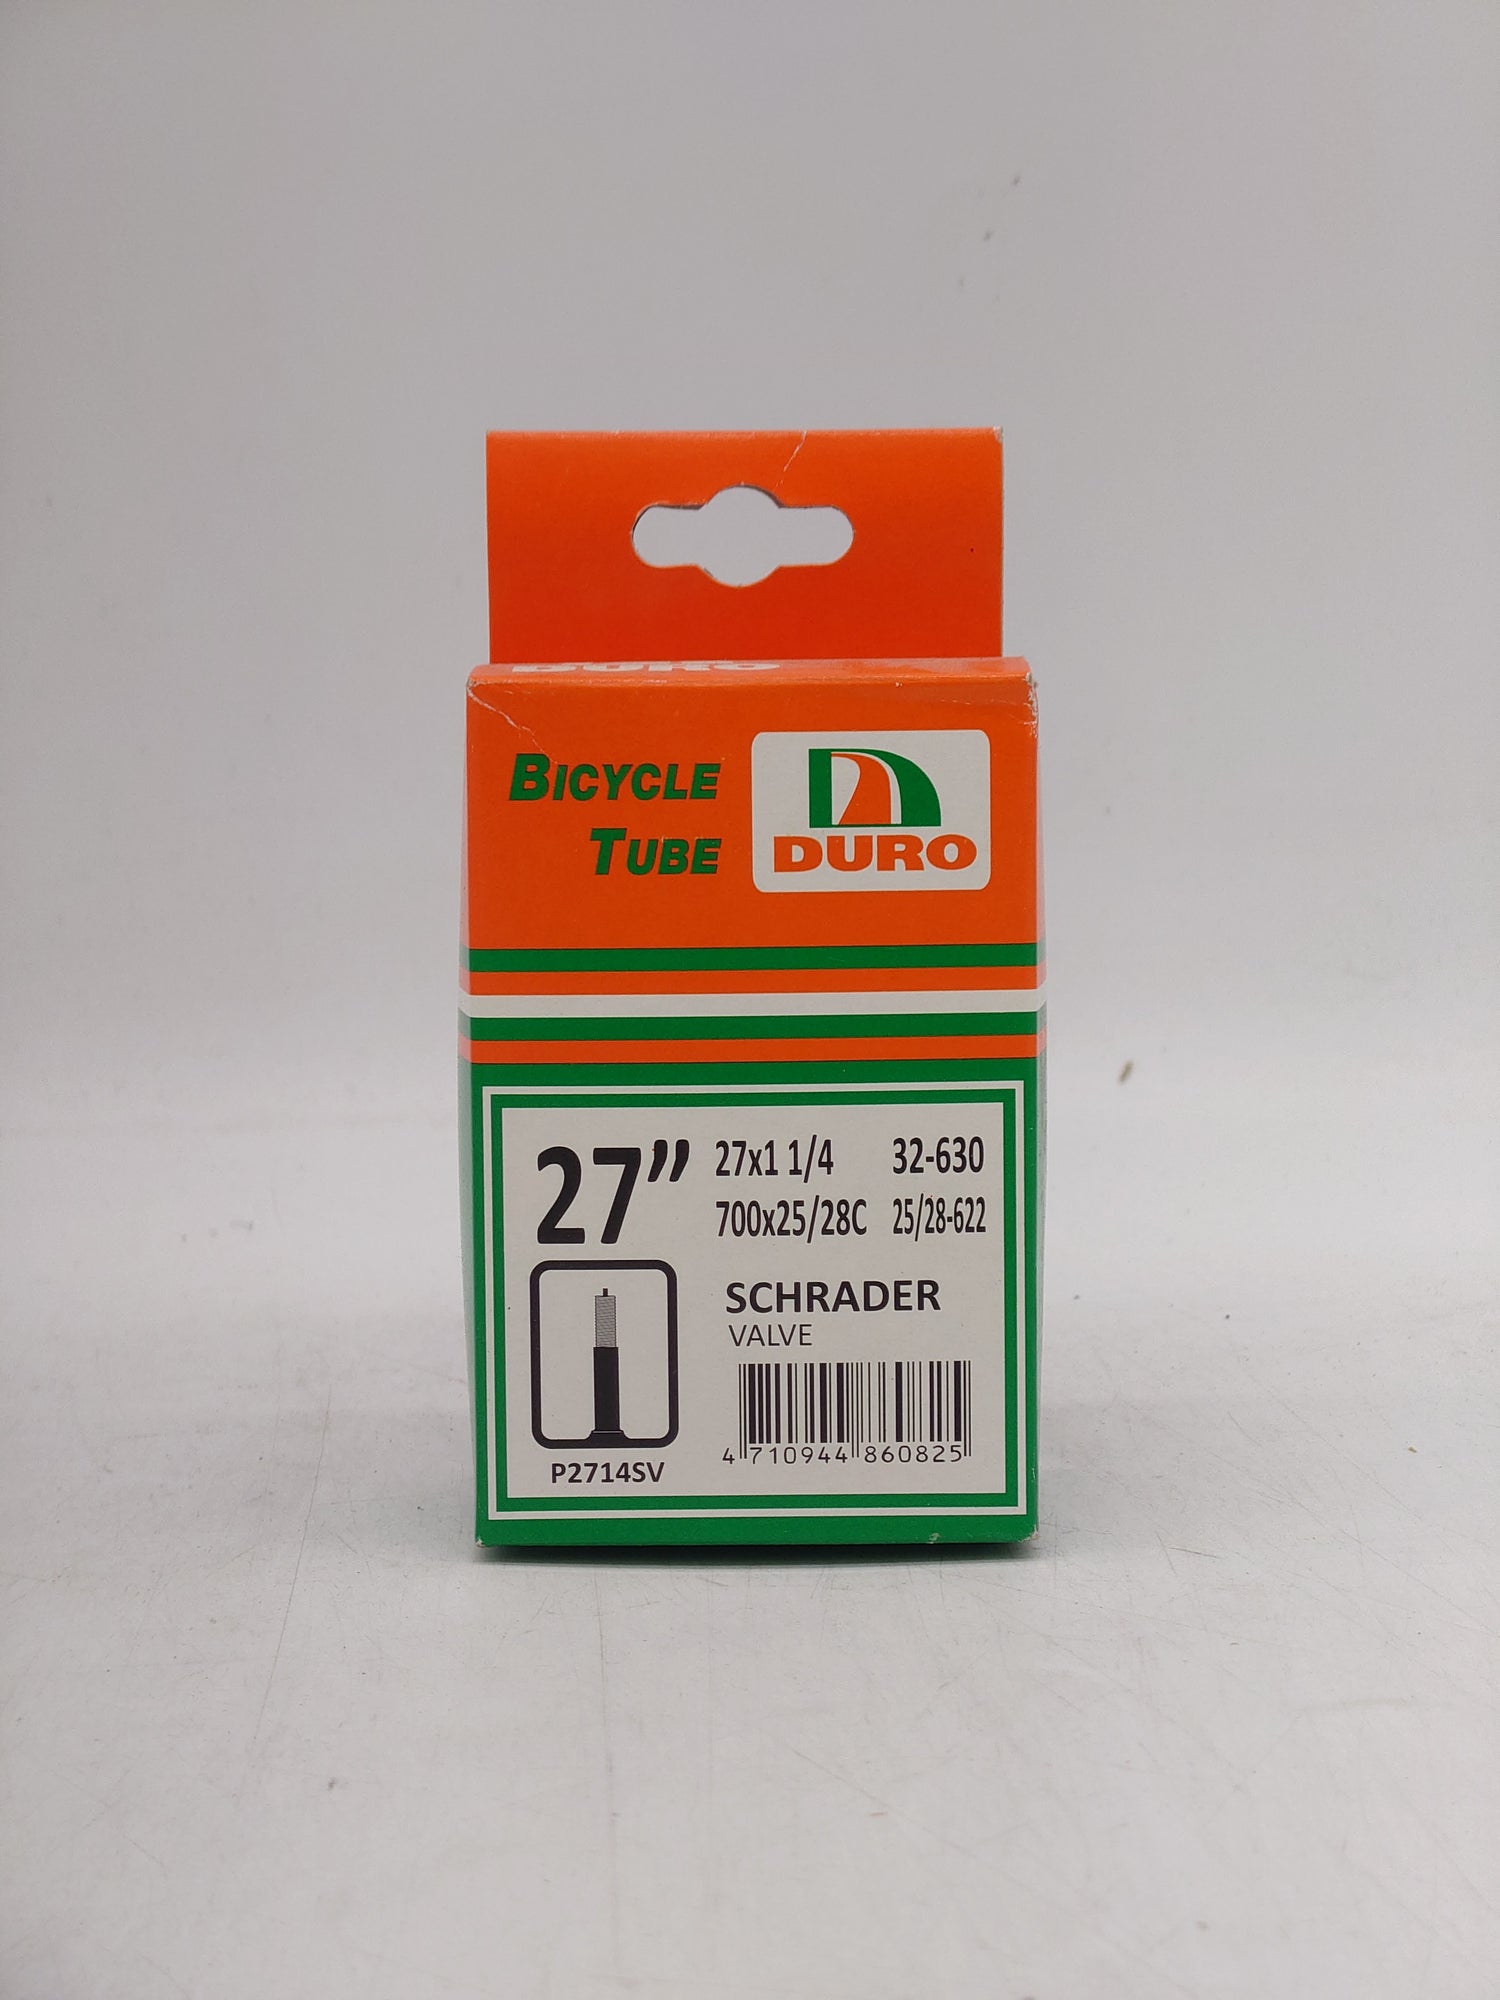 DURO
BICYCLE
TUBE
DURO
27”
27x1 1/4 32-630
700x25/28C 25/28-622
SCHRADER
VALVE
P2714SV
4 710944 860825